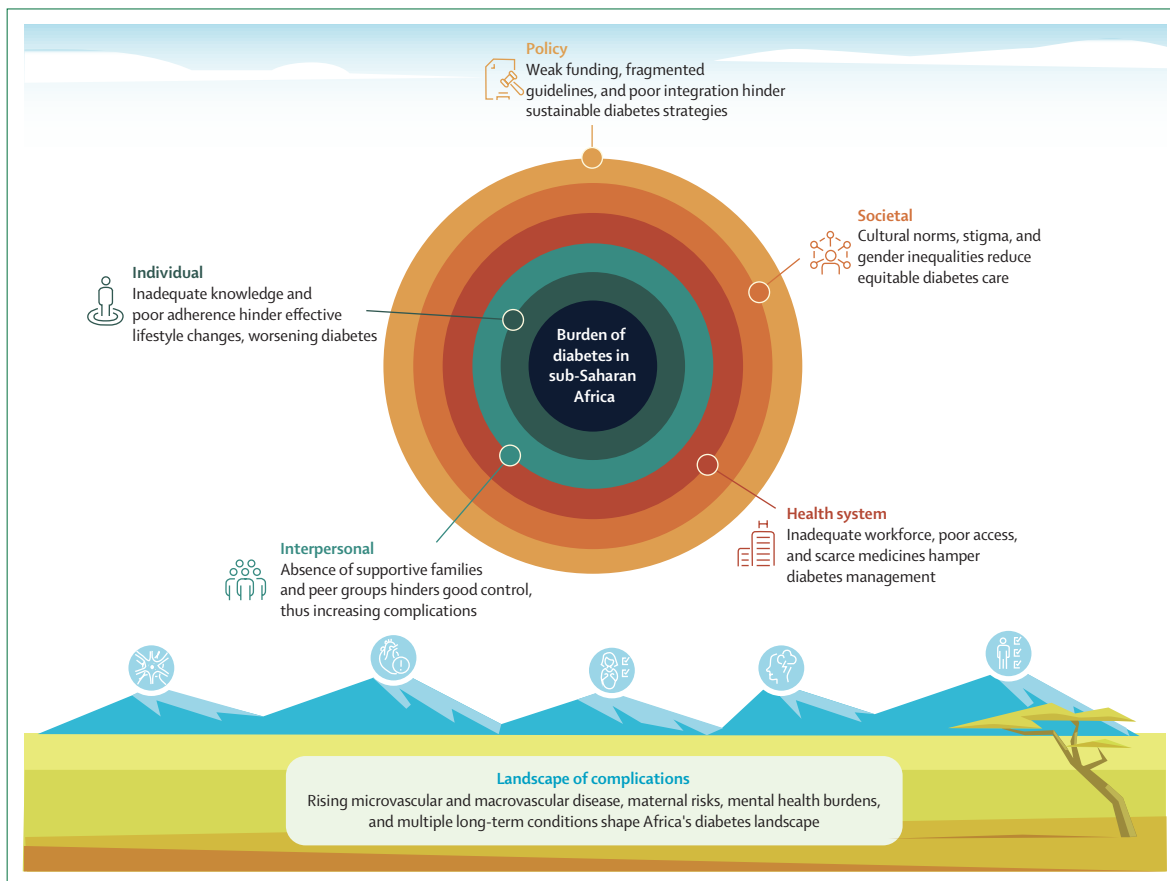 Policy
Weak funding, fragmented
guidelines, and poor integration hinder
sustainable diabetes strategies
Societal
Cultural norms, stigma, and
gender inequalities reduce
equitable diabetes care
Individual
Inadequate knowledge and
poor adherence hinder effective
lifestyle changes, worsening diabetes
Burden of
diabetes in
sub-Saharan
Africa
Health system
Inadequate workforce, poor access,
and scarce medicines hamper
diabetes management
Interpersonal
Absence of supportive families
and peer groups hinders good control,
thus increasing complications
Landscape of complications
Rising microvascular and macrovascular disease, maternal risks, mental health burdens,
and multiple long-term conditions shape Africa's diabetes landscape